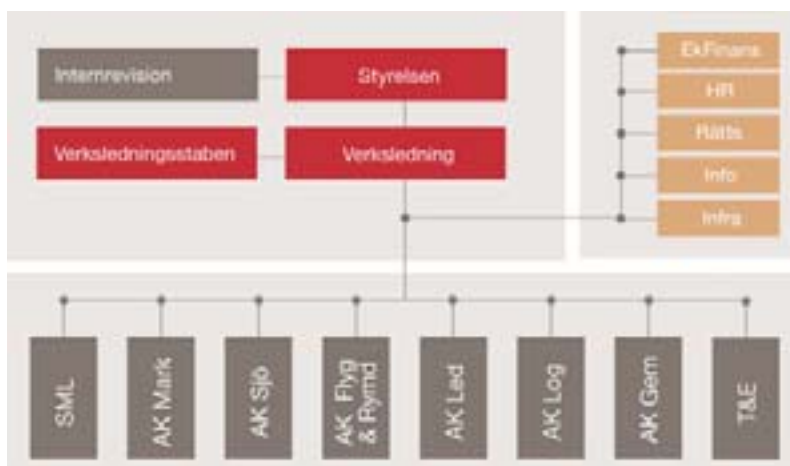 Internrevision
Styrelsen
Verksledningsstaben
Verksledning
EkFinans
HR
Rätts
Info
Infra
SML
AK Mark
AK Sjö
AK Flyg
& Rymd
AK Led
AK Log
AK Gem
T&E